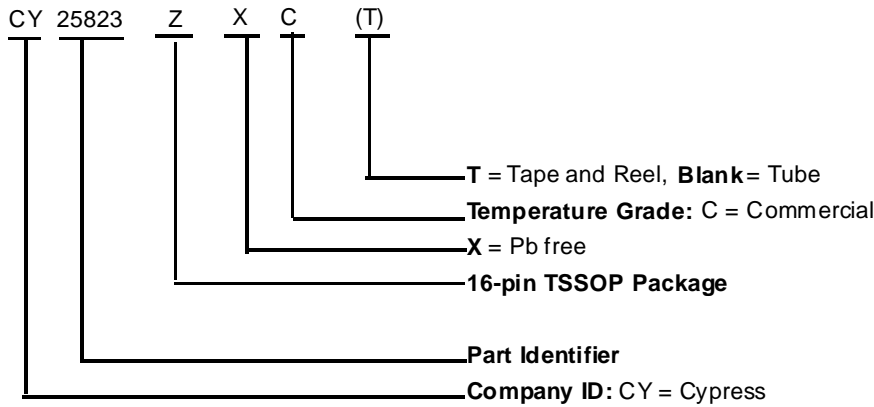 CY 25823 Z X C (T)
T = Tape and Reel, Blank = Tube
Temperature Grade: C = Commercial
X = Pb free
16-pin TSSOP Package
Part Identifier
Company ID: CY = Cypress